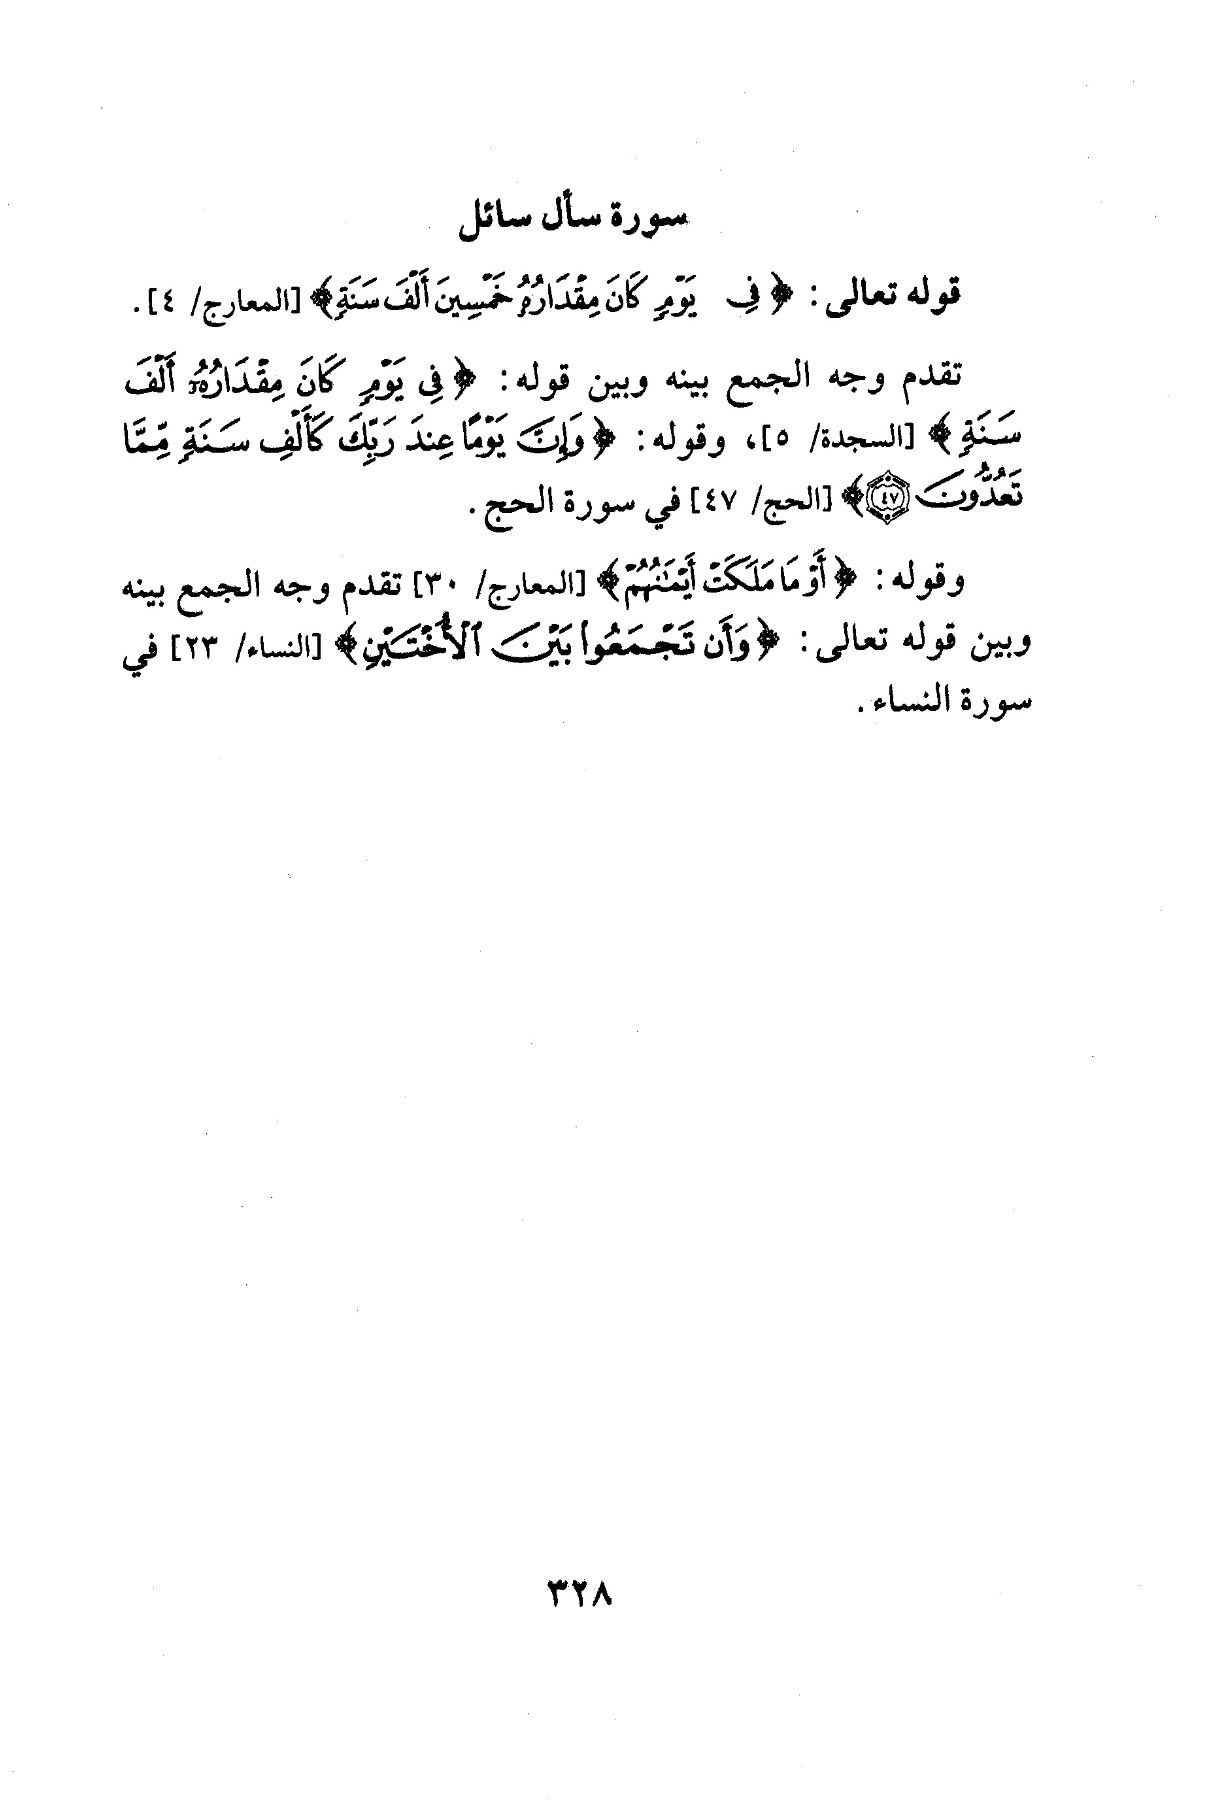 سورة سأل سائل
قوله تعالى: ﴿فِي يَوْمٍ كَانَ مِقْدَارُهُ خَمْسِينَ أَلْفَ سَنَةٍ﴾ [المعارج/ ٤].
تقدم وجه الجمع بينه وبين قوله: ﴿فِي يَوْمٍ كَانَ مِقْدَارُهُۥٓ أَلْفَ
سَنَةٍ﴾ [السجدة/ ٥]، وقوله: ﴿وَإِنَّ يَوْمًا عِندَ رَبِّكَ كَأَلْفِ سَنَةٍ مِّمَّا
تَعُدُّونَ ٤٧﴾ [الحج/ ٤٧] في سورة الحج.
وقوله: ﴿أَوْ مَا مَلَكَتْ أَيْمَٰنُهُمْ﴾ [المعارج/ ٣٠] تقدم وجه الجمع بينه
وبين قوله تعالى: ﴿وَأَن تَجْمَعُوا۟ بَيْنَ ٱلْأُخْتَيْنِ﴾ [النساء/ ٢٣] في
سورة النساء.
٣٢٨